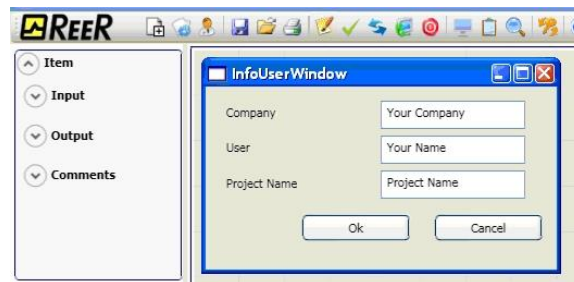 REER
Item
Input
Output
Comments
InfoUserWindow
Company
Your Company
User
Your Name
Project Name
Project Name
Ok
Cancel